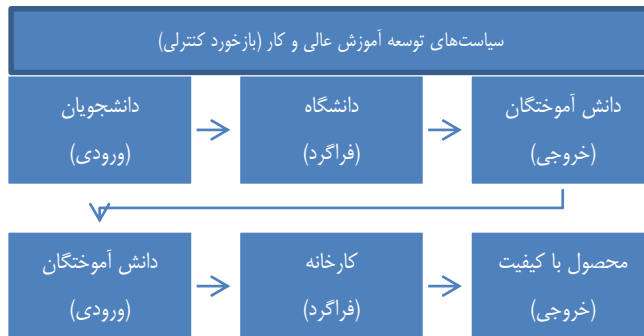 سیاست‌های توسعه آموزش عالی و کار (بازخورد کنترلی)
دانشجویان
(ورودی)
دانشگاه
(فراگرد)
دانش آموختگان
(خروجی)
دانش آموختگان
(ورودی)
کارخانه
(فراگرد)
محصول با کیفیت
(خروجی)